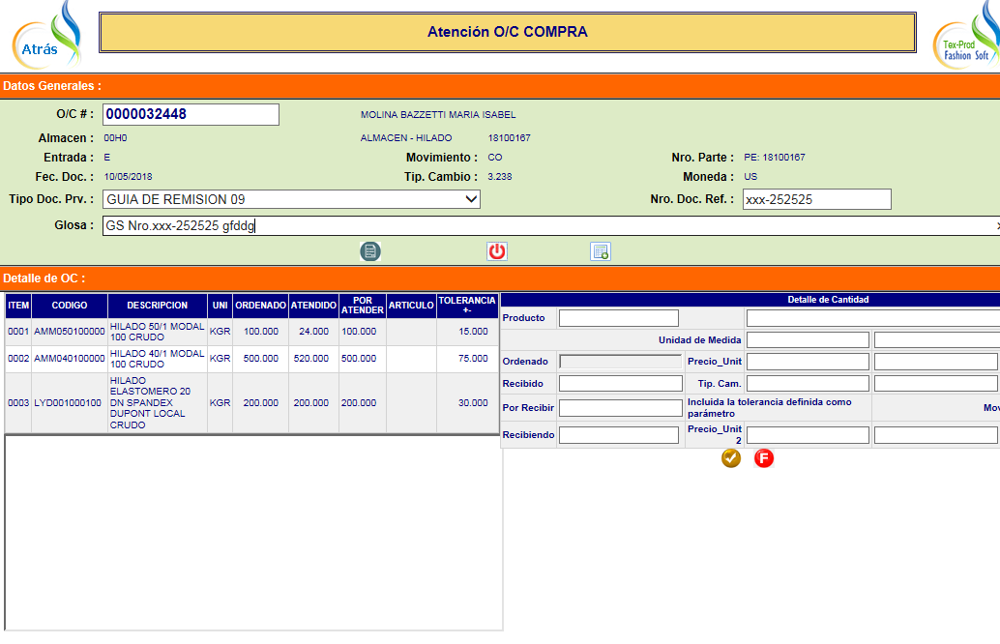 Atrás
Atención O/C COMPRA
Tex-Prod
Fashion Soft
Datos Generales :
O/C # : 0000032448 MOLINA BAZZETTI MARIA ISABEL
Almacen : 00H0 ALMACEN - HILADO 18100167
Entrada : E Movimiento : CO Nro. Parte : PE: 18100167
Fec. Doc. : 10/05/2018 Tip. Cambio : 3.238 Moneda : US
Tipo Doc. Prv. : GUIA DE REMISION 09 Nro. Doc. Ref. : xxx-252525
Glosa : GS Nro.xxx-252525 gfddg
Detalle de OC :
ITEM CODIGO DESCRIPCION UNI ORDENADO ATENDIDO POR ATENDER ARTICULO TOLERANCIA +-
0001 AMM050100000 HILADO 50/1 MODAL 100 CRUDO KGR 100.000 24.000 100.000 15.000
0002 AMM040100000 HILADO 40/1 MODAL 100 CRUDO KGR 500.000 520.000 500.000 75.000
0003 LYD001000100 HILADO ELASTOMERO 20 DN SPANDEX DUPONT LOCAL CRUDO KGR 200.000 200.000 200.000 30.000
Detalle de Cantidad
Producto
Unidad de Medida
Ordenado Precio_Unit
Recibido Tip. Cam.
Por Recibir Incluida la tolerancia definida como parámetro Mov
Recibiendo Precio_Unit 2
F